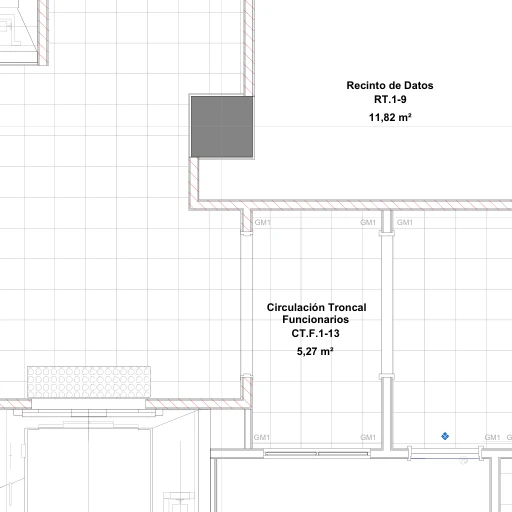 Recinto de Datos
RT.1-9
11,82 m²
GM1
GM1
GM1
Circulación Troncal
Funcionarios
CT.F.1-13
5,27 m²
GM1
GM1
GM1
G